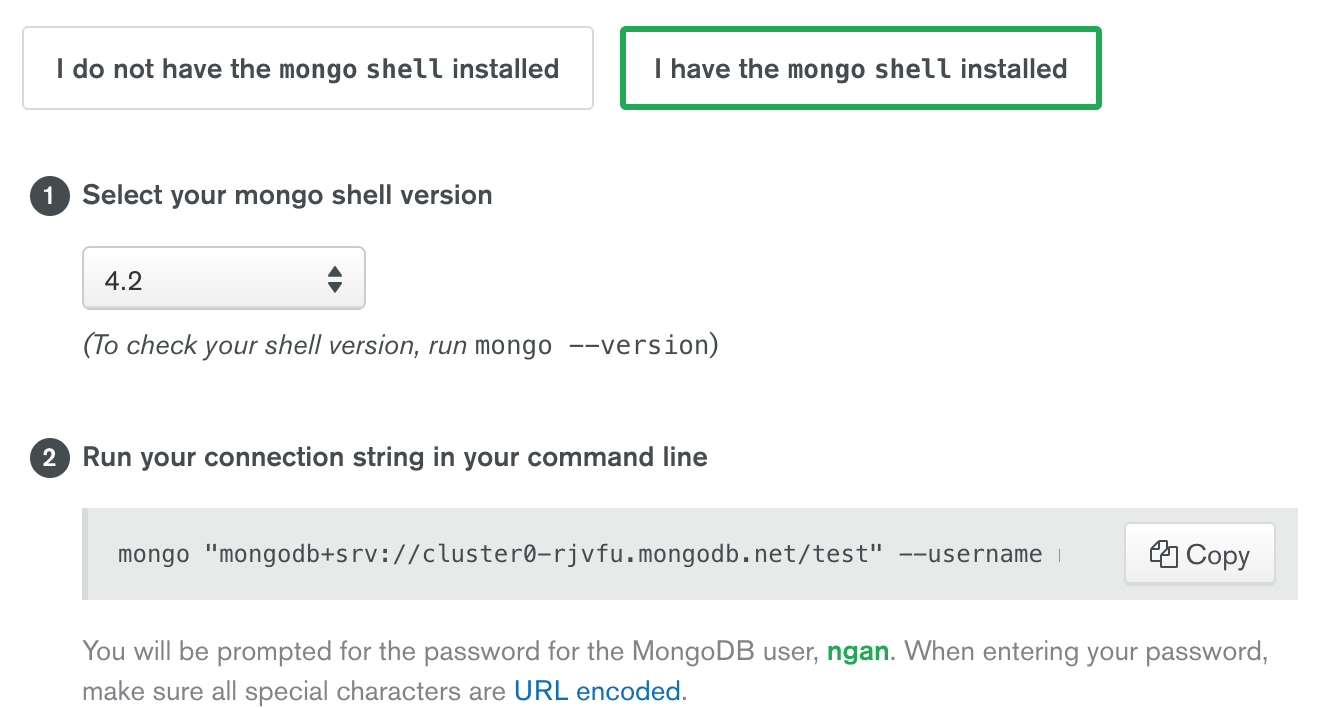 I do not have the mongo shell installed
I have the mongo shell installed
1 Select your mongo shell version
4.2
(To check your shell version, run mongo --version)
2 Run your connection string in your command line
mongo "mongodb+srv://cluster0-rjvfu.mongodb.net/test" --username
Copy
You will be prompted for the password for the MongoDB user, ngan. When entering your password,
make sure all special characters are URL encoded.